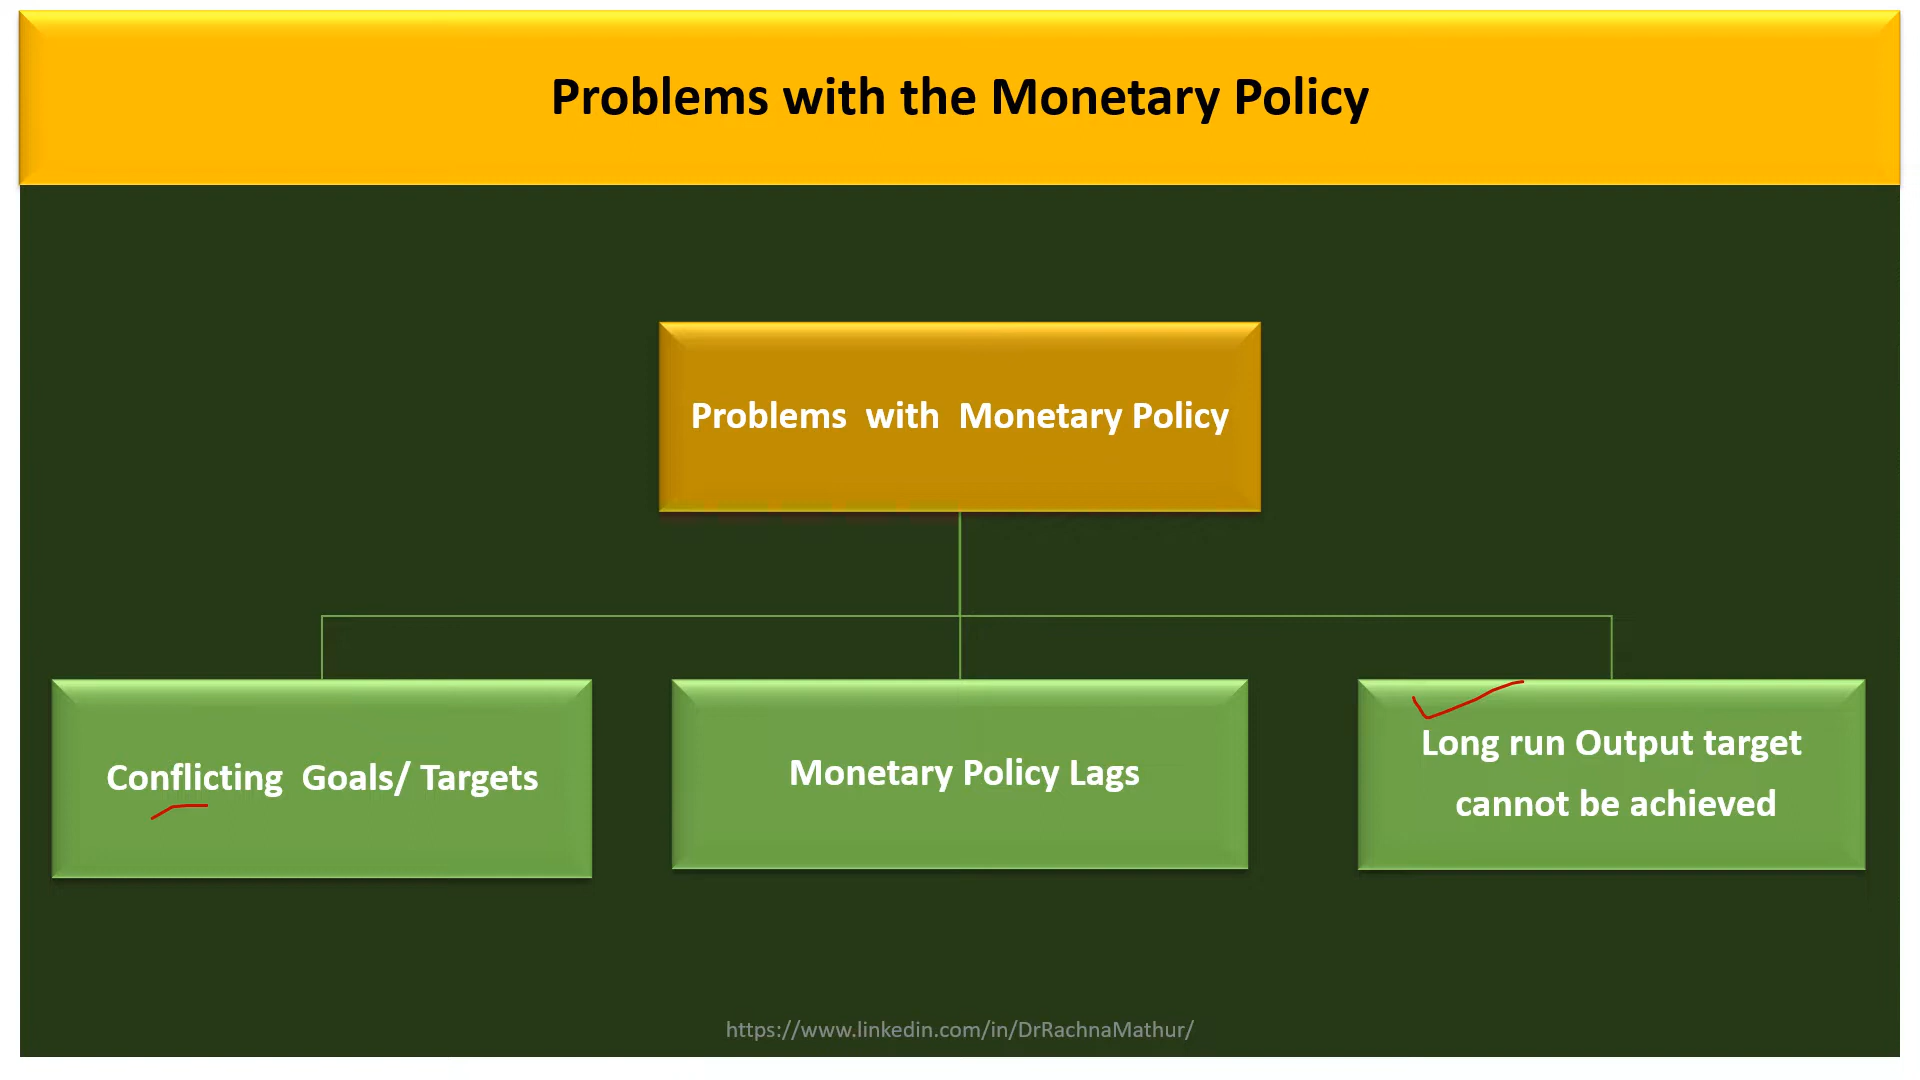 Problems with the Monetary Policy
Problems with Monetary Policy
Conflicting Goals/ Targets
Monetary Policy Lags
Long run Output target
cannot be achieved
https://www.linkedin.com/in/DrRachnaMathur/